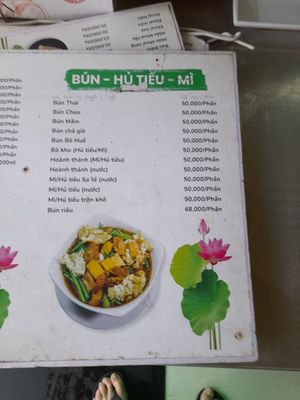 BÚN - HỦ TIẾU - MÌ
Bún Thái - 50,000/Phần
Bún Chao - 50,000/Phần
Bún Mắm - 50,000/Phần
Bún chả giò - 50,000/Phần
Bún Bò Huế - 50,000/Phần
Bò kho (Hủ tiếu/Mì) - 50,000/Phần
Hoành thánh (Mì/Hủ tiếu) - 50,000/Phần
Hoành thánh (nước) - 50,000/Phần
Mì/Hủ tiếu Sa tế (nước) - 50,000/Phần
Mì/Hủ tiếu (nước) - 50,000/Phần
Mì/Hủ tiếu trộn khô - 50,000/Phần
Bún riêu - 68,000/Phần